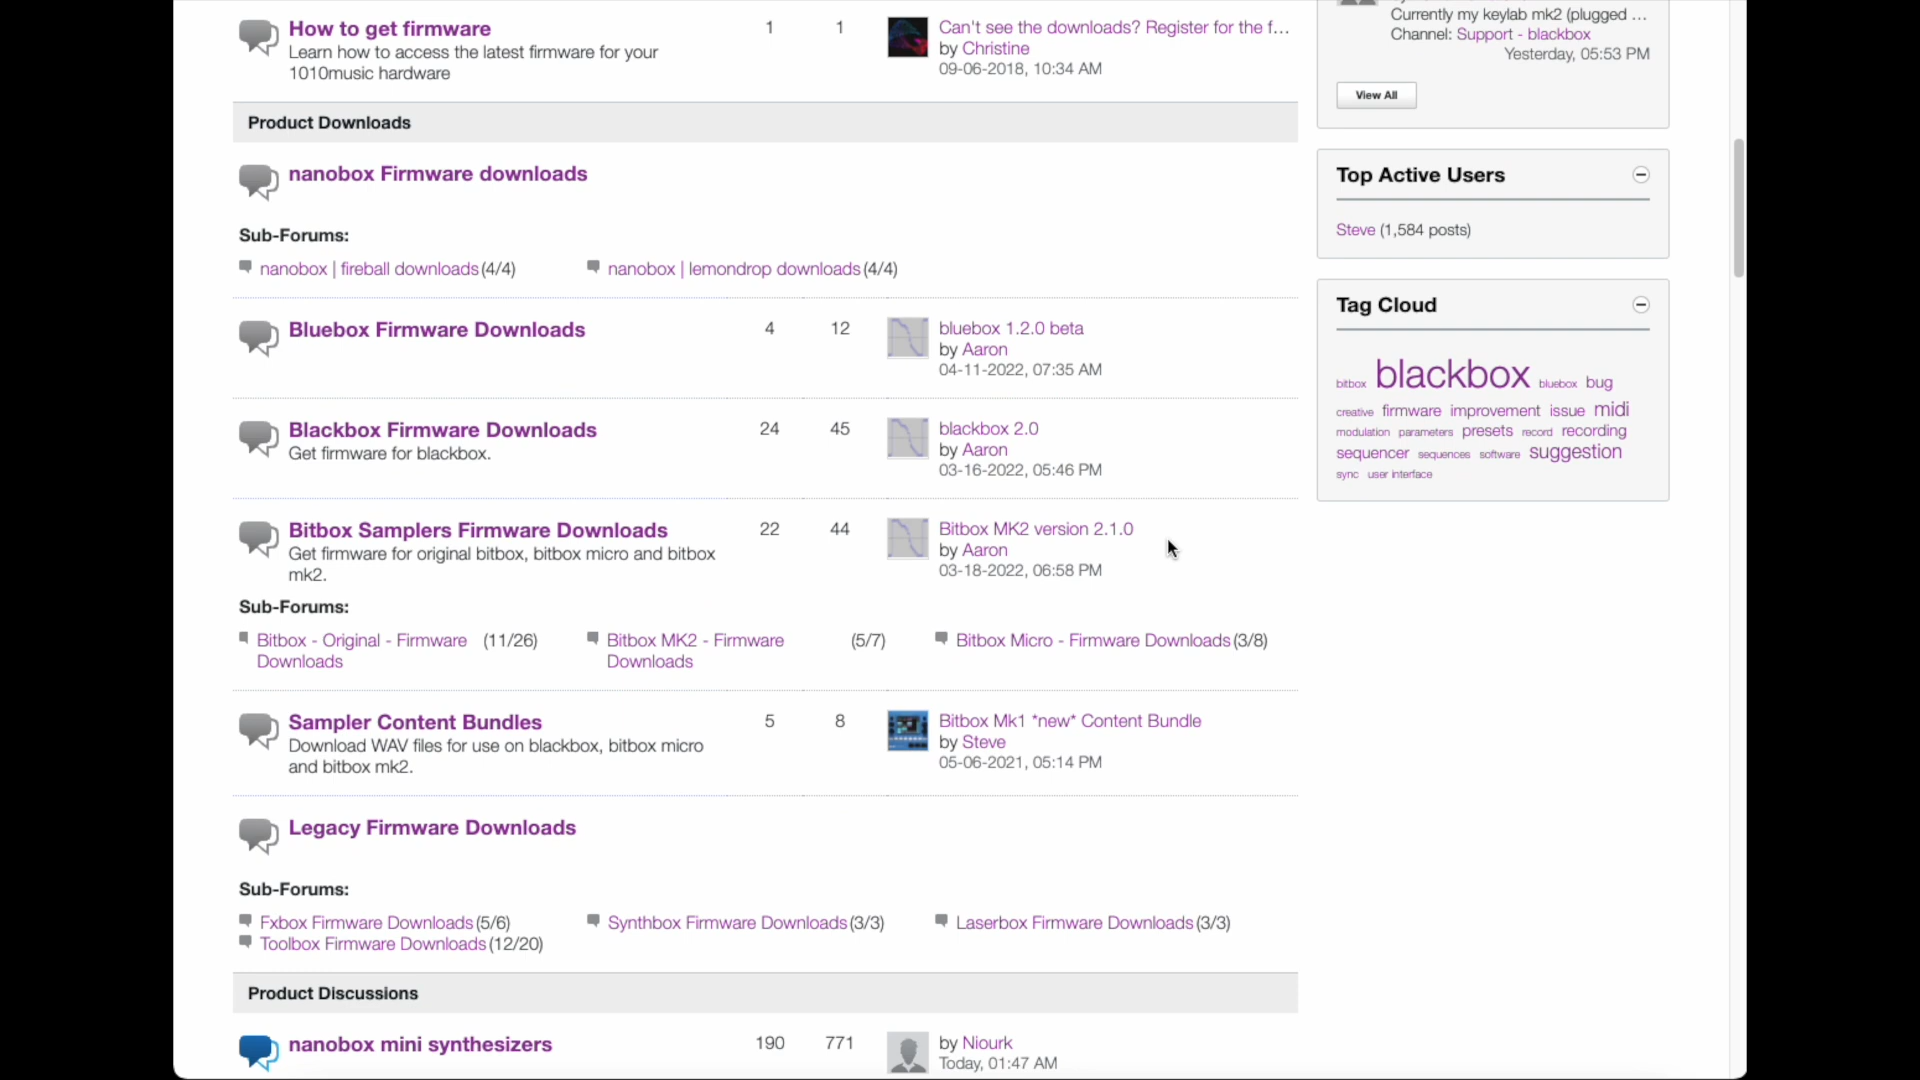 How to get firmware
Learn how to access the latest firmware for your
1010music hardware
1
1
Can't see the downloads? Register for the f...
by Christine
09-06-2018, 10:34 AM
Product Downloads
nanobox Firmware downloads
Sub-Forums:
nanobox | fireball downloads (4/4)
nanobox | lemondrop downloads (4/4)
Bluebox Firmware Downloads
4
12
bluebox 1.2.0 beta
by Aaron
04-11-2022, 07:35 AM
Blackbox Firmware Downloads
Get firmware for blackbox.
24
45
blackbox 2.0
by Aaron
03-16-2022, 05:46 PM
Bitbox Samplers Firmware Downloads
Get firmware for original bitbox, bitbox micro and bitbox
mk2.
22
44
Bitbox MK2 version 2.1.0
by Aaron
03-18-2022, 06:58 PM
Sub-Forums:
Bitbox - Original - Firmware (11/26)
Downloads
Bitbox MK2 - Firmware (5/7)
Downloads
Bitbox Micro - Firmware Downloads (3/8)
Sampler Content Bundles
Download WAV files for use on blackbox, bitbox micro
and bitbox mk2.
5
8
Bitbox Mk1 *new* Content Bundle
by Steve
05-06-2021, 05:14 PM
Legacy Firmware Downloads
Sub-Forums:
Fxbox Firmware Downloads (5/6)
Synthbox Firmware Downloads (3/3)
Laserbox Firmware Downloads (3/3)
Toolbox Firmware Downloads (12/20)
Product Discussions
nanobox mini synthesizers
190
771
by Niourk
Today, 01:47 AM
Currently my keylab mk2 (plugged ...
Channel: Support - blackbox
Yesterday, 05:53 PM
View All
Top Active Users
Steve (1,584 posts)
Tag Cloud
bitbox blackbox bluebox bug
creative firmware improvement issue midi
modulation parameters presets record recording
sequencer sequences software suggestion
sync user interface